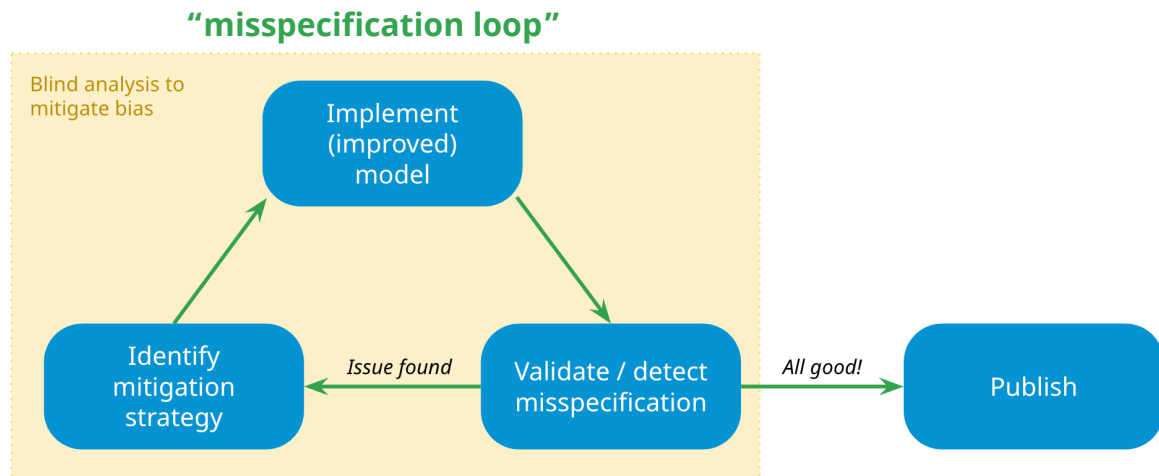 “misspecification loop”
Blind analysis to
mitigate bias
Implement
(improved)
model
Identify
mitigation
strategy
Issue found
Validate / detect
misspecification
All good!
Publish